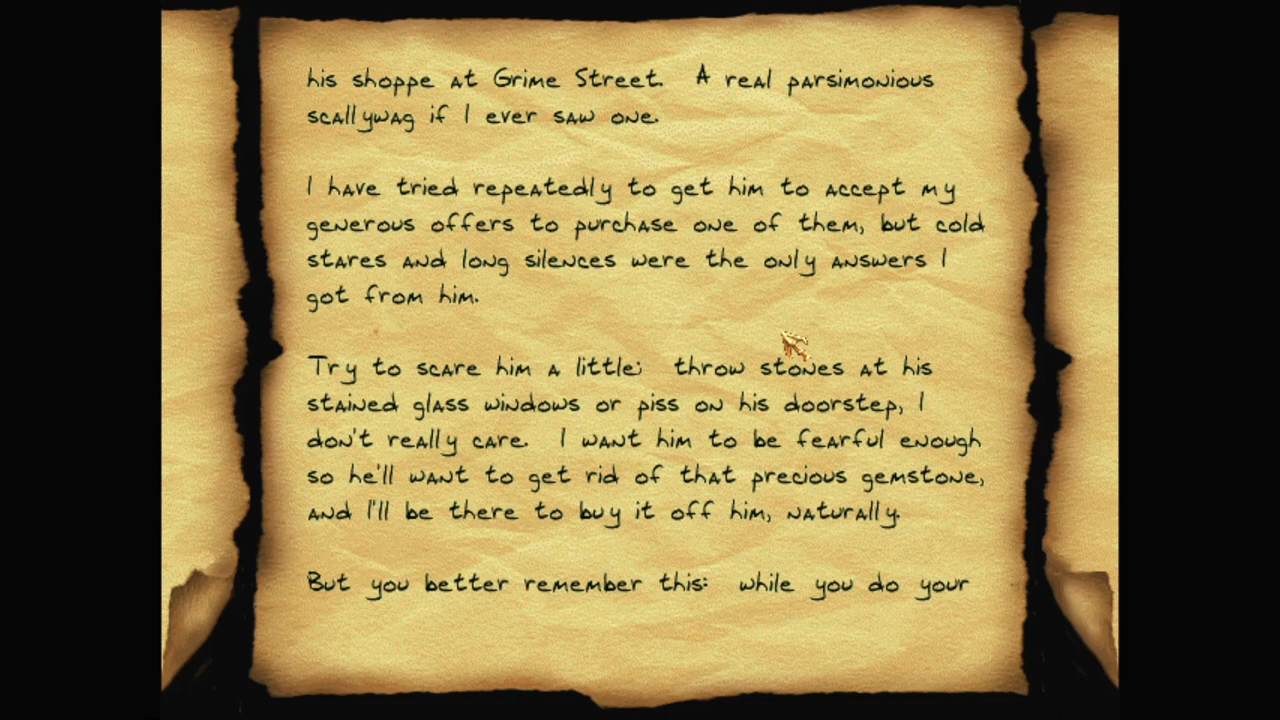 his shoppe at Grime Street.  A real parsimonious
scallywag if I ever saw one.
I have tried repeatedly to get him to accept my
generous offers to purchase one of them, but cold
stares and long silences were the only answers I
got from him.
Try to scare him a little:  throw stones at his
stained glass windows or piss on his doorstep, I
don't really care.  I want him to be fearful enough
so he'll want to get rid of that precious gemstone,
and I'll be there to buy it off him, naturally.
But you better remember this:  while you do your